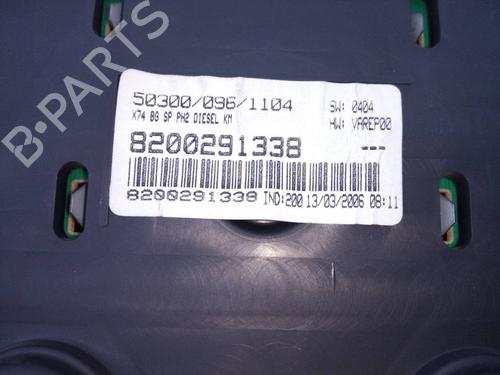 B-PARTS
50300/096/1104
X74 BG SP PH2 DIESEL KM
SW: 0404
HW: VAREP00
8200291338
---
8200291338 IND:200 13/03/2006 08:11